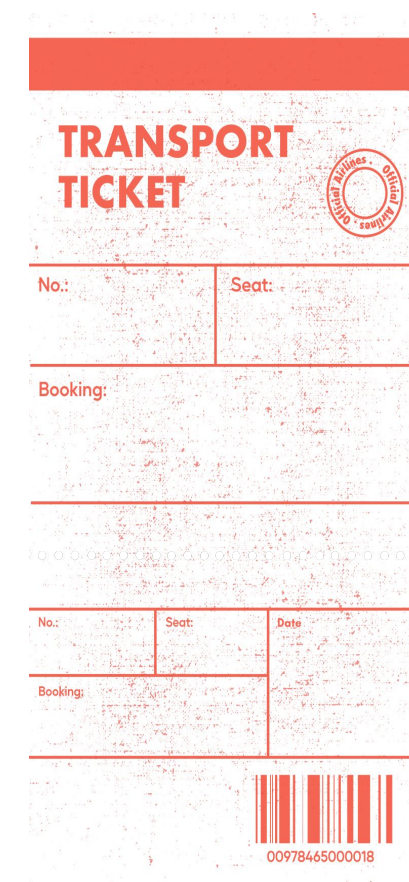 TRANSPORT
TICKET
Official Airlines . Official Airlines .
No.: Seat:
Booking:
No.: Seat: Date
Booking:
00978465000018